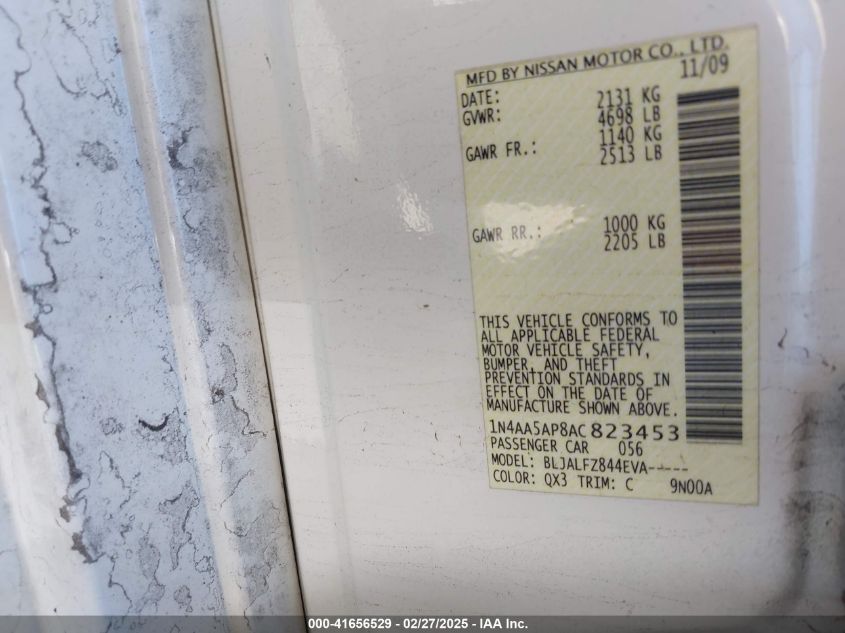 MFD BY NISSAN MOTOR CO., LTD.
DATE: 11/09
GVWR: 2131 KG
4698 LB
GAWR FR.: 1140 KG
2513 LB
GAWR RR.: 1000 KG
2205 LB
THIS VEHICLE CONFORMS TO
ALL APPLICABLE FEDERAL
MOTOR VEHICLE SAFETY,
BUMPER, AND THEFT
PREVENTION STANDARDS IN
EFFECT ON THE DATE OF
MANUFACTURE SHOWN ABOVE.
1N4AA5AP8AC823453
PASSENGER CAR 056
MODEL: BLJALFZ844EVA-----
COLOR: QX3 TRIM: C 9N00A
000-41656529 - 02/27/2025 - IAA Inc.